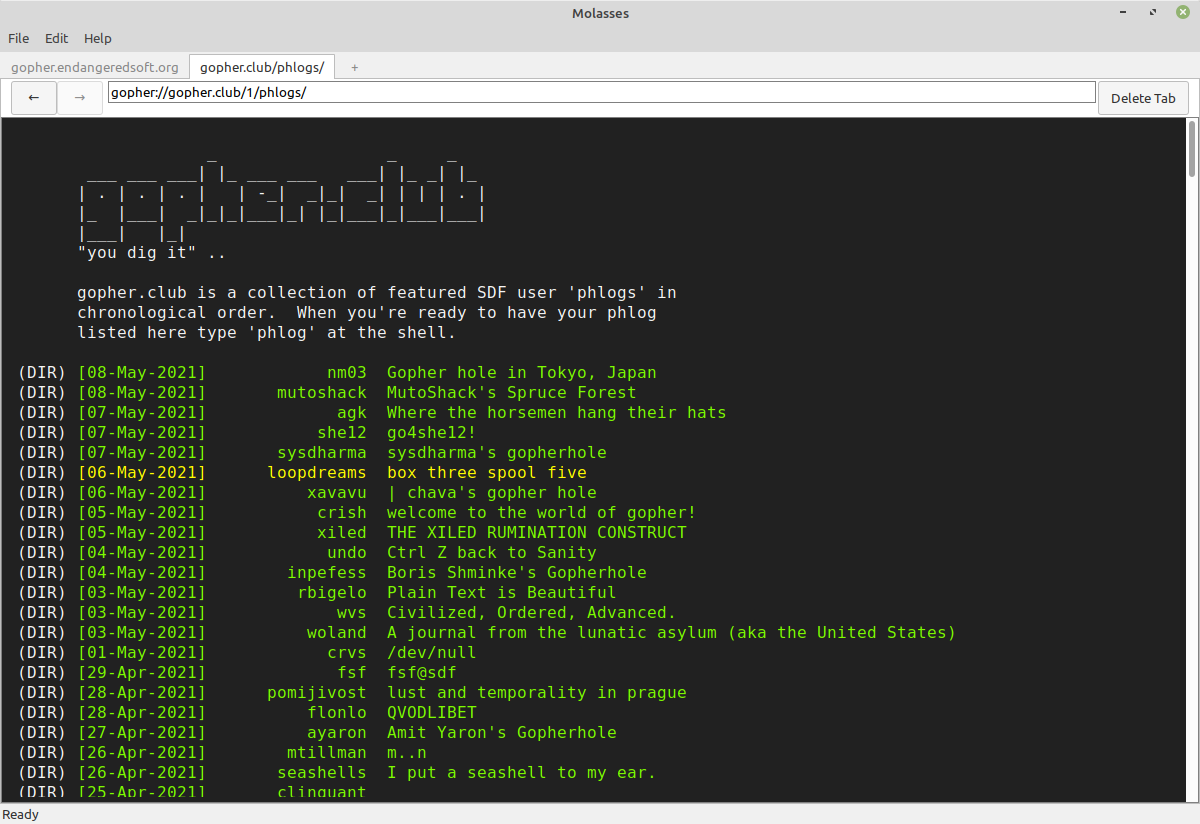 Molasses
File Edit Help
gopher.endangeredsoft.org gopher.club/phlogs/ +
← → gopher://gopher.club/1/phlogs/ Delete Tab
gopher.club
"you dig it" ..
gopher.club is a collection of featured SDF user 'phlogs' in
chronological order.  When you're ready to have your phlog
listed here type 'phlog' at the shell.
(DIR) [08-May-2021] nm03 Gopher hole in Tokyo, Japan
(DIR) [08-May-2021] mutoshack MutoShack's Spruce Forest
(DIR) [07-May-2021] agk Where the horsemen hang their hats
(DIR) [07-May-2021] she12 go4she12!
(DIR) [07-May-2021] sysdharma sysdharma's gopherhole
(DIR) [06-May-2021] loopdreams box three spool five
(DIR) [06-May-2021] xavavu | chava's gopher hole
(DIR) [05-May-2021] crish welcome to the world of gopher!
(DIR) [05-May-2021] xiled THE XILED RUMINATION CONSTRUCT
(DIR) [04-May-2021] undo Ctrl Z back to Sanity
(DIR) [04-May-2021] inpefess Boris Shminke's Gopherhole
(DIR) [03-May-2021] rbigelo Plain Text is Beautiful
(DIR) [03-May-2021] wvs Civilized, Ordered, Advanced.
(DIR) [03-May-2021] woland A journal from the lunatic asylum (aka the United States)
(DIR) [01-May-2021] crvs /dev/null
(DIR) [29-Apr-2021] fsf fsf@sdf
(DIR) [28-Apr-2021] pomijivost lust and temporality in prague
(DIR) [28-Apr-2021] flonlo QVODLIBET
(DIR) [27-Apr-2021] ayaron Amit Yaron's Gopherhole
(DIR) [26-Apr-2021] mtillman m..n
(DIR) [26-Apr-2021] seashells I put a seashell to my ear.
(DIR) [25-Apr-2021] clinquant
Ready